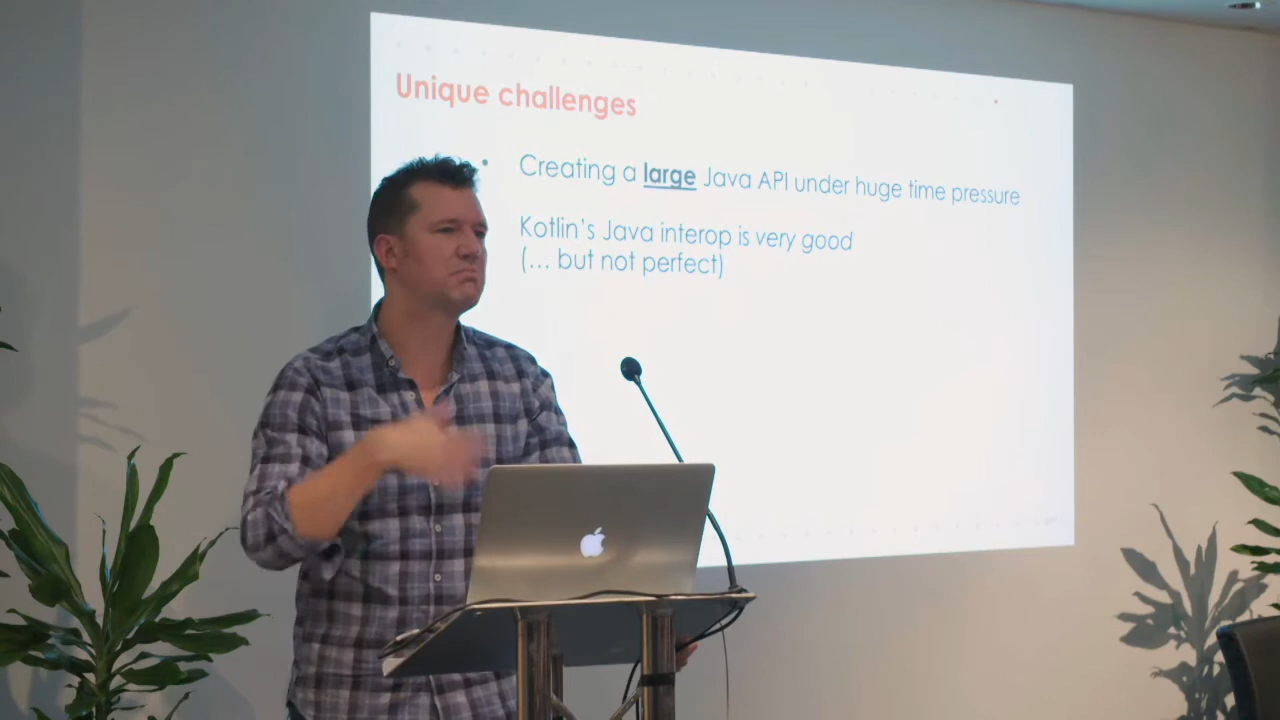 Unique challenges
• Creating a large Java API under huge time pressure
Kotlin's Java interop is very good
(... but not perfect)